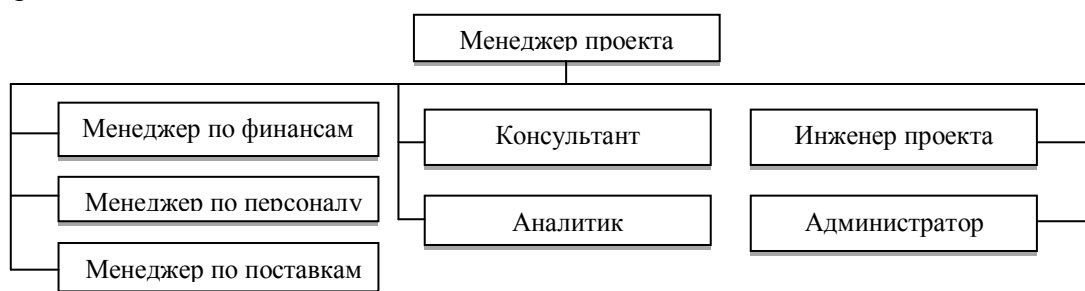 Менеджер проекта
Менеджер по финансам
Менеджер по персоналу
Менеджер по поставкам
Консультант
Аналитик
Инженер проекта
Администратор